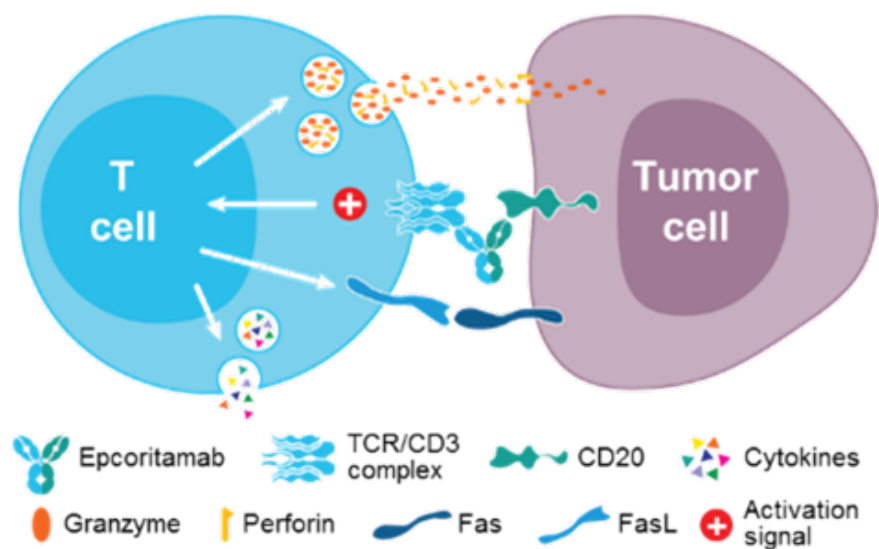 T
cell
Tumor
cell
Epcoritamab
TCR/CD3
complex
CD20
Cytokines
Granzyme
Perforin
Fas
FasL
Activation
signal